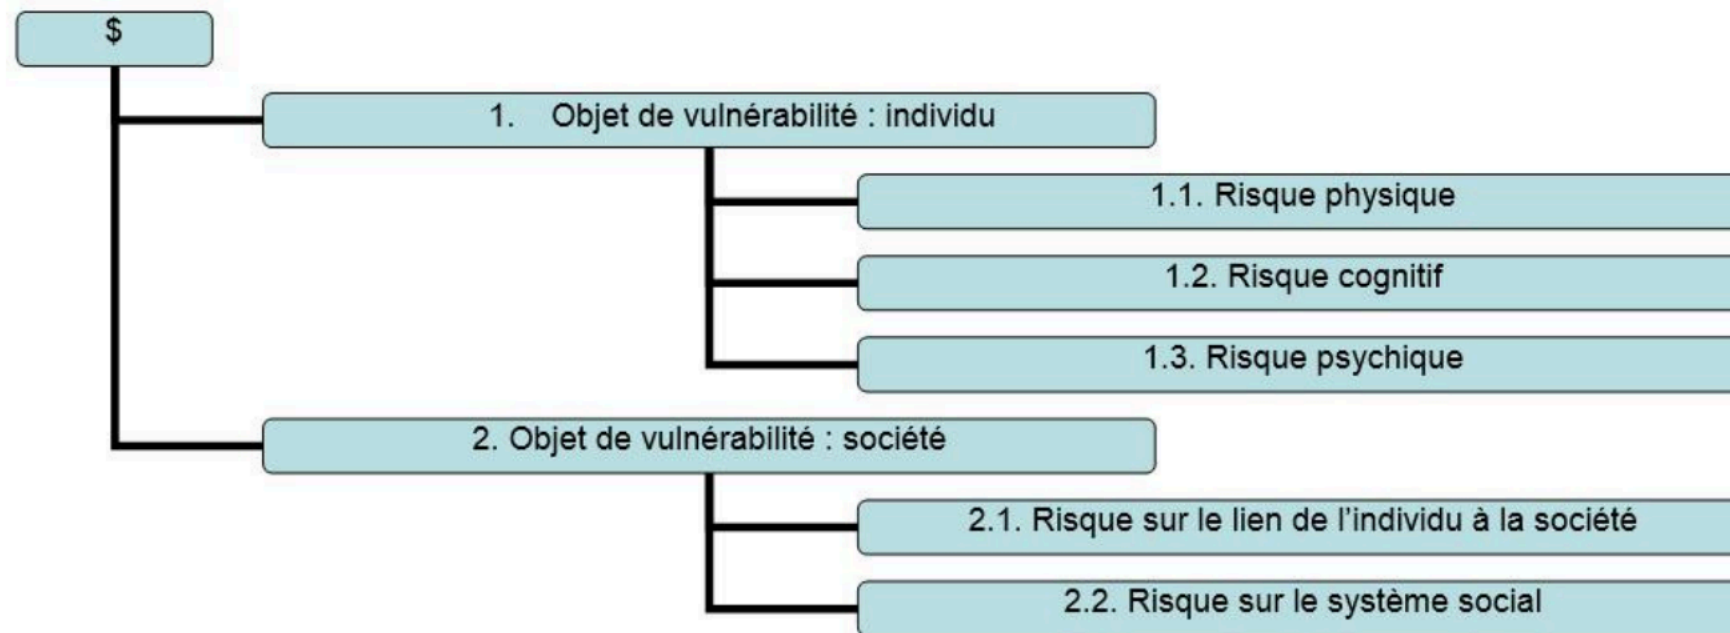 $
1. Objet de vulnérabilité : individu
1.1. Risque physique
1.2. Risque cognitif
1.3. Risque psychique
2. Objet de vulnérabilité : société
2.1. Risque sur le lien de l'individu à la société
2.2. Risque sur le système social